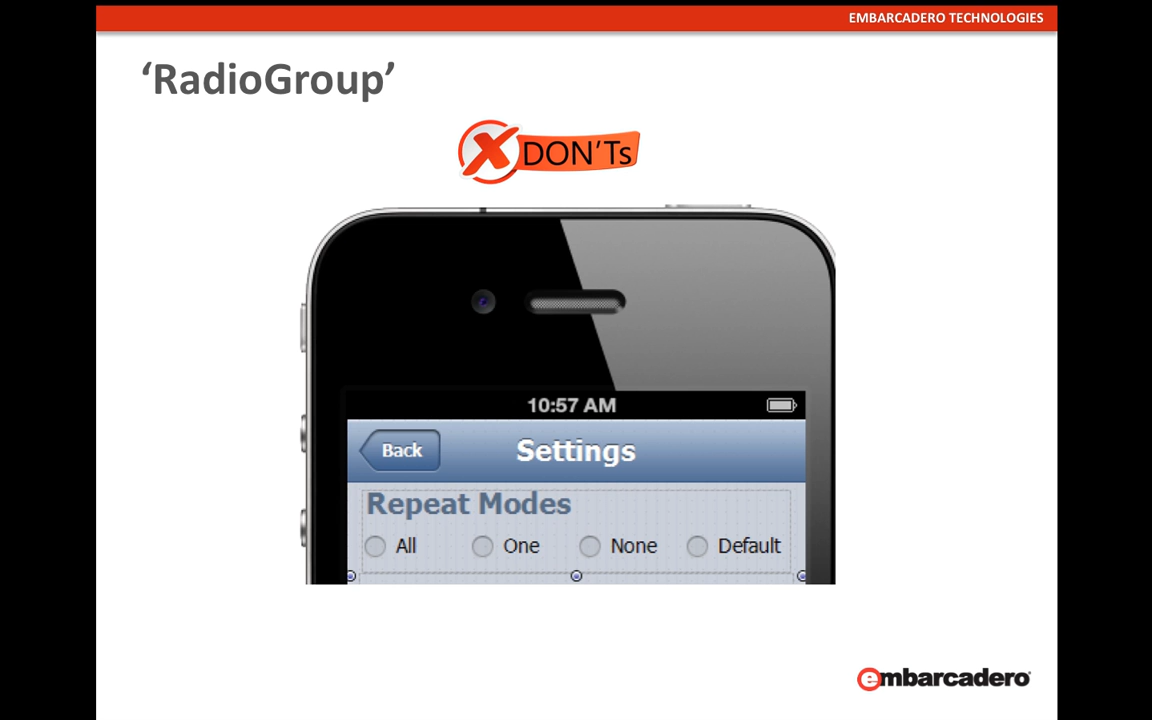 EMBARCADERO TECHNOLOGIES
‘RadioGroup’
X DON'Ts
10:57 AM
Back
Settings
Repeat Modes
All One None Default
embarcadero